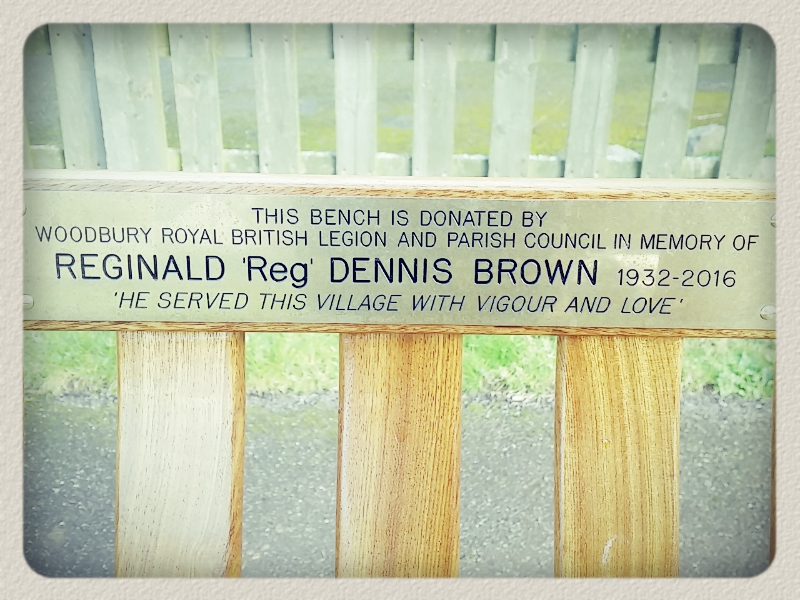 THIS BENCH IS DONATED BY
WOODBURY ROYAL BRITISH LEGION AND PARISH COUNCIL IN MEMORY OF
REGINALD 'Reg' DENNIS BROWN 1932-2016
'HE SERVED THIS VILLAGE WITH VIGOUR AND LOVE'